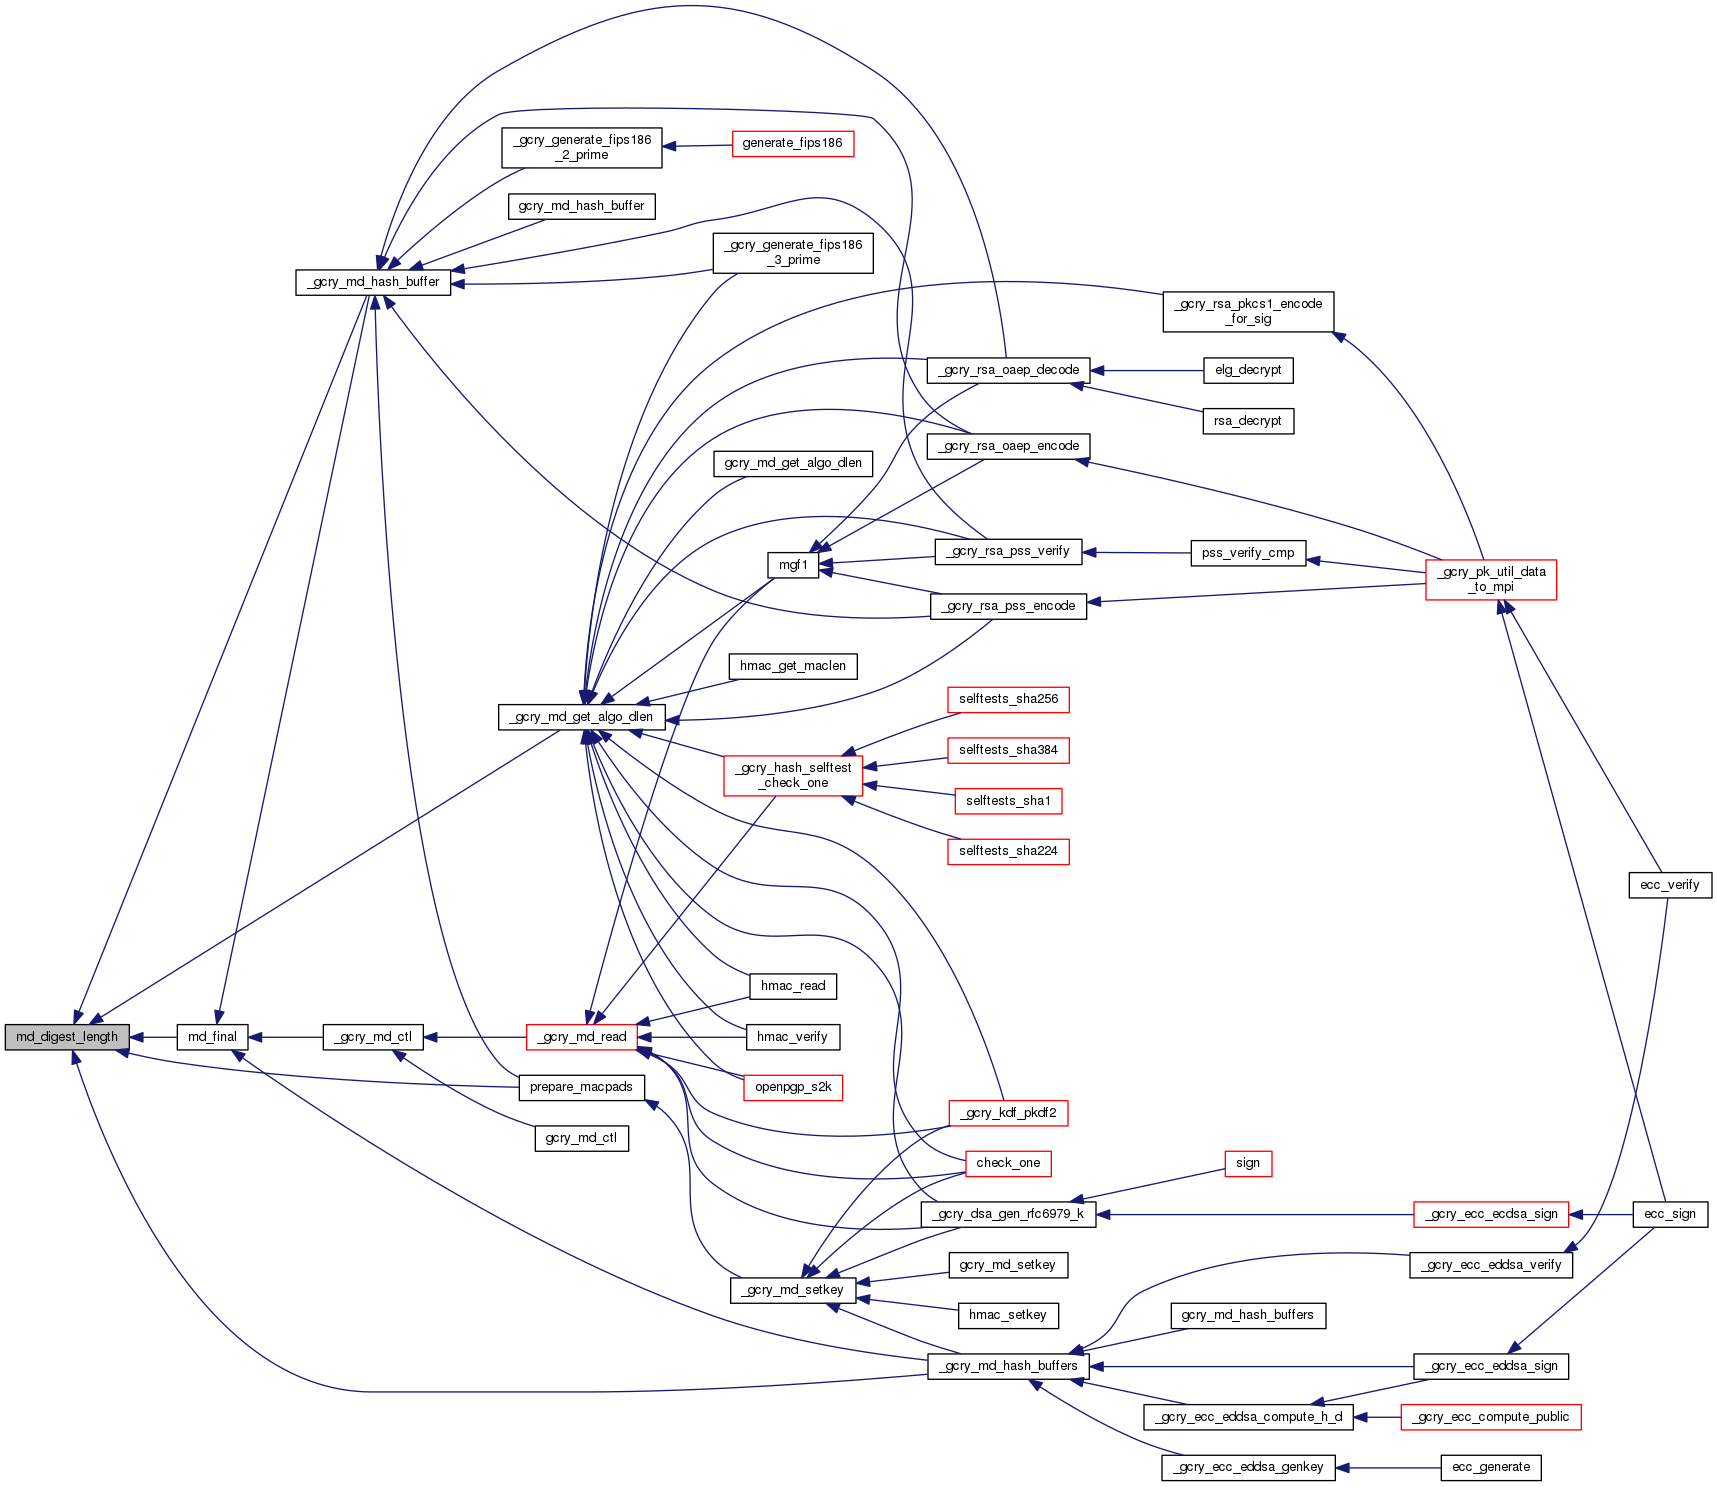 _gcry_generate_fips186
_2_prime
generate_fips186
gcry_md_hash_buffer
_gcry_generate_fips186
_3_prime
_gcry_md_hash_buffer
_gcry_rsa_pkcs1_encode
_for_sig
_gcry_rsa_oaep_decode
elg_decrypt
rsa_decrypt
_gcry_rsa_oaep_encode
gcry_md_get_algo_dlen
_gcry_rsa_pss_verify
pss_verify_cmp
mgf1
_gcry_pk_util_data
_to_mpi
_gcry_rsa_pss_encode
hmac_get_maclen
selftests_sha256
_gcry_md_get_algo_dlen
selftests_sha384
_gcry_hash_selftest
_check_one
selftests_sha1
selftests_sha224
ecc_verify
hmac_read
md_digest_length
md_final
_gcry_md_ctl
_gcry_md_read
hmac_verify
prepare_macpads
openpgp_s2k
_gcry_kdf_pkdf2
gcry_md_ctl
check_one
sign
_gcry_dsa_gen_rfc6979_k
_gcry_ecc_ecdsa_sign
ecc_sign
gcry_md_setkey
_gcry_ecc_eddsa_verify
_gcry_md_setkey
hmac_setkey
gcry_md_hash_buffers
_gcry_md_hash_buffers
_gcry_ecc_eddsa_sign
_gcry_ecc_eddsa_compute_h_d
_gcry_ecc_compute_public
_gcry_ecc_eddsa_genkey
ecc_generate